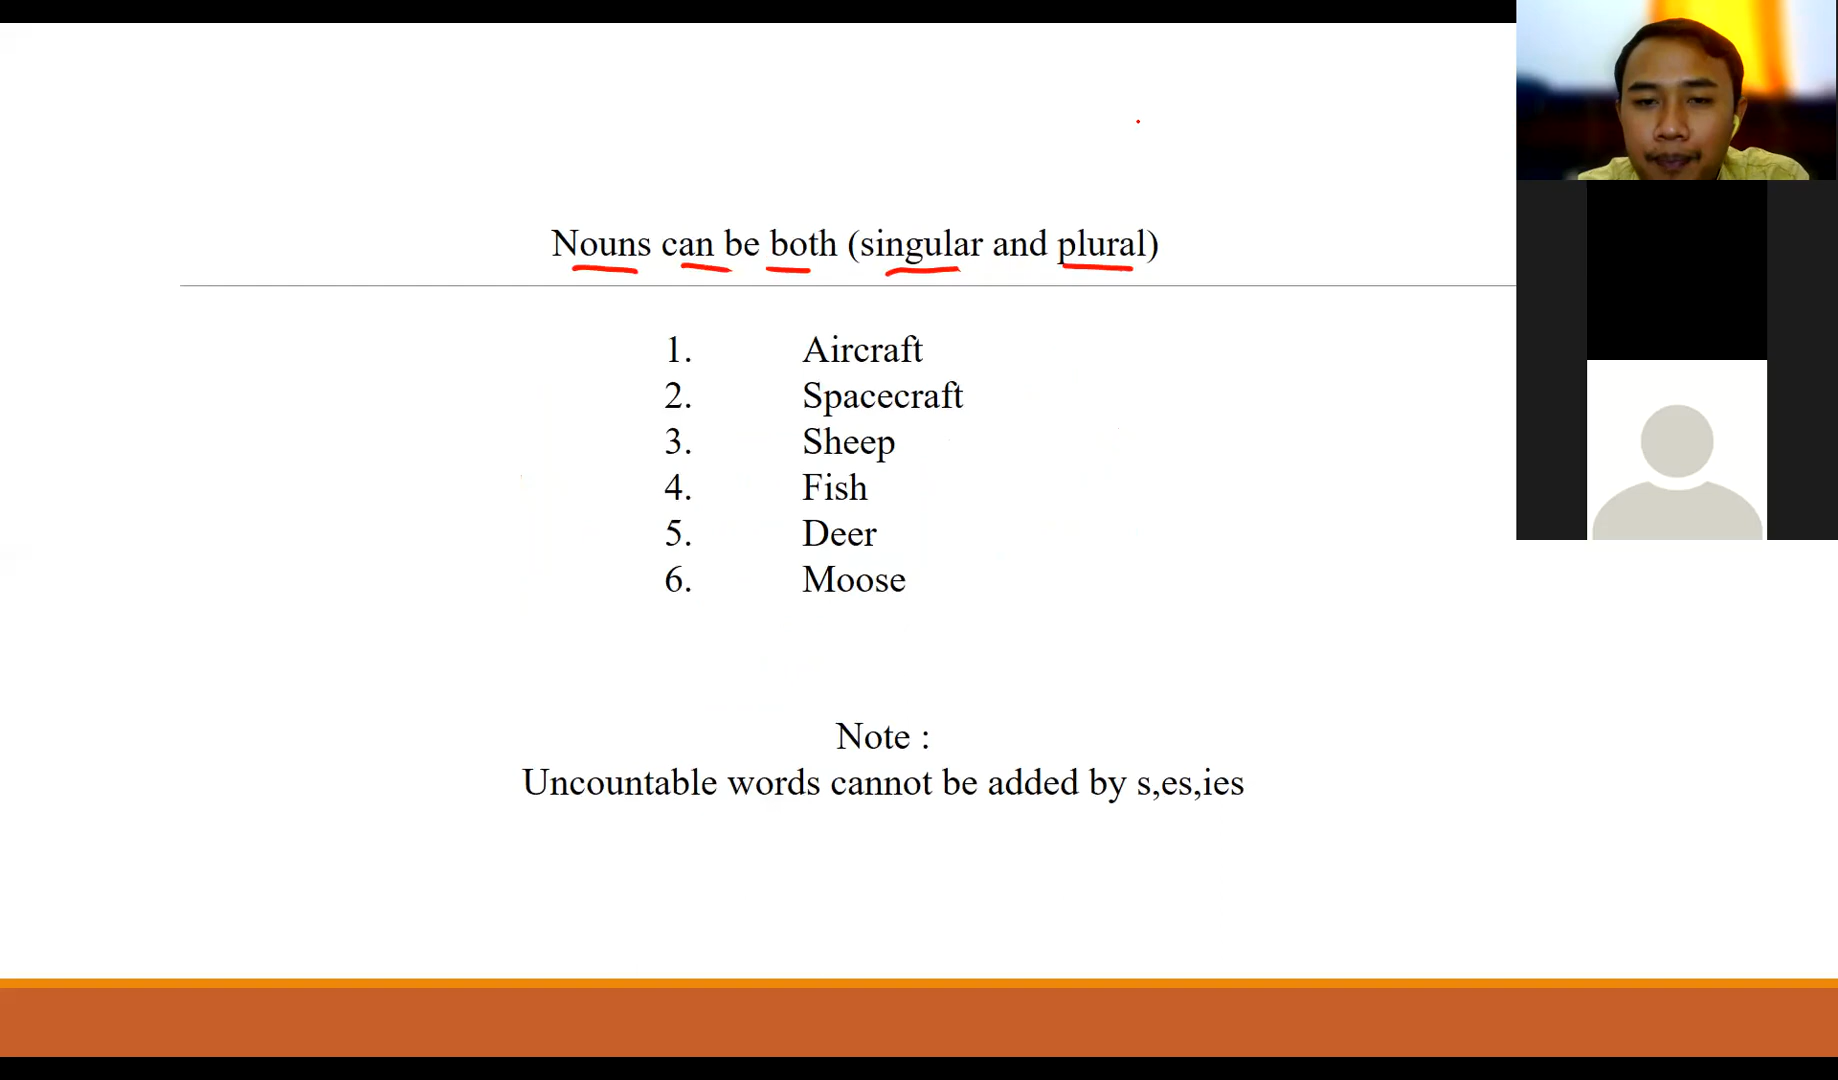 Nouns can be both (singular and plural)
1. Aircraft
2. Spacecraft
3. Sheep
4. Fish
5. Deer
6. Moose
Note :
Uncountable words cannot be added by s,es,ies